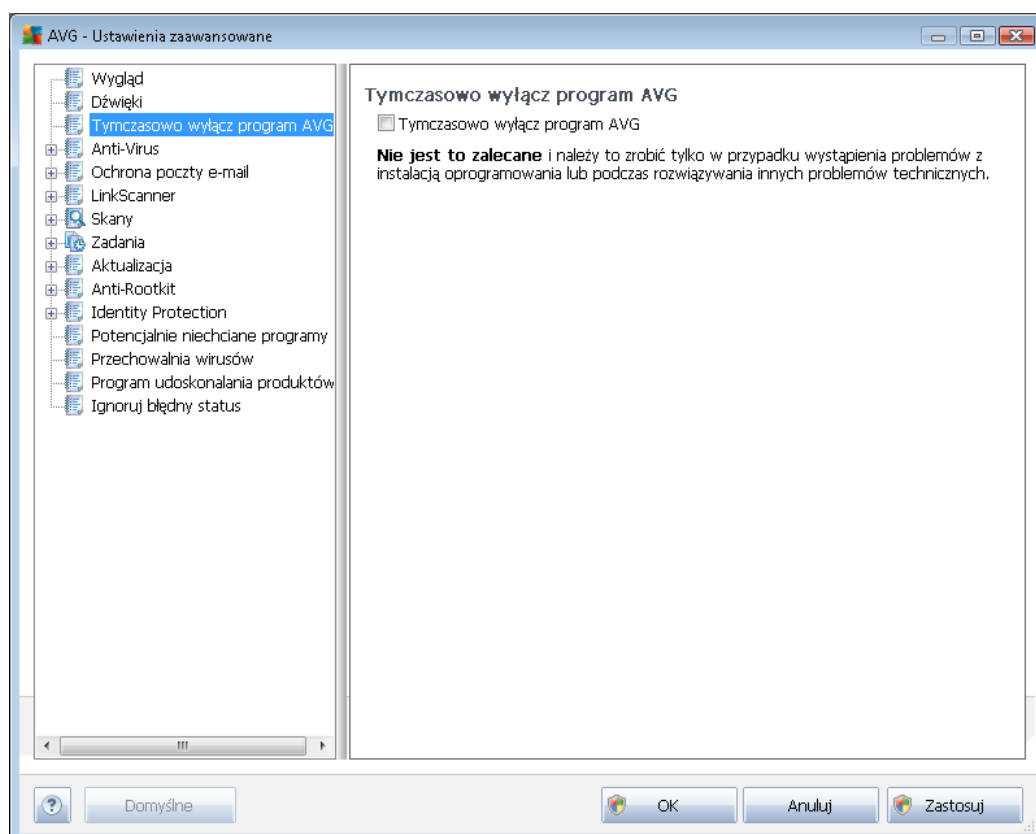 AVG - Ustawienia zaawansowane
Wygląd
Dźwięki
Tymczasowo wyłącz program AVG
Anti-Virus
Ochrona poczty e-mail
LinkScanner
Skany
Zadania
Aktualizacja
Anti-Rootkit
Identity Protection
Potencjalnie niechciane programy
Przechowalnia wirusów
Program udoskonalania produktów
Ignoruj błędny status
Tymczasowo wyłącz program AVG
Tymczasowo wyłącz program AVG
Nie jest to zalecane i należy to zrobić tylko w przypadku wystąpienia problemów z
instalacją oprogramowania lub podczas rozwiązywania innych problemów technicznych.
?
Domyślne
OK
Anuluj
Zastosuj